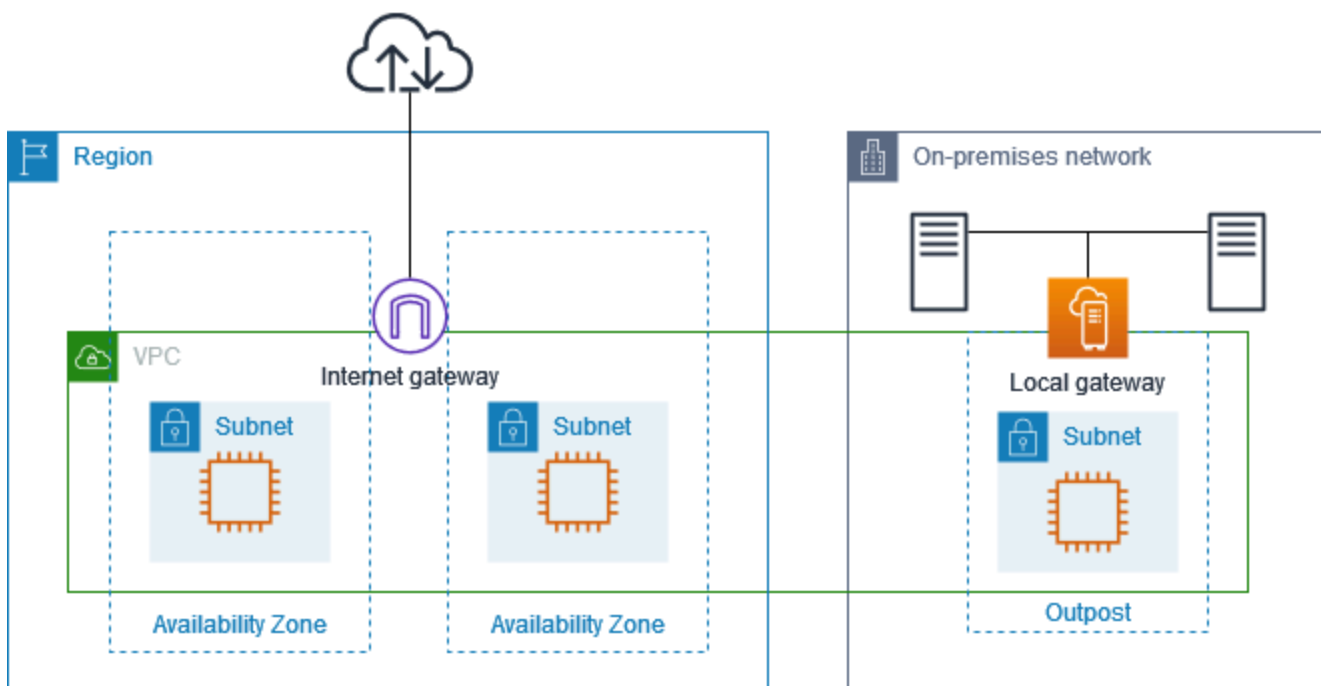 Region
On-premises network
VPC
Internet gateway
Local gateway
Subnet
Subnet
Subnet
Availability Zone
Availability Zone
Outpost